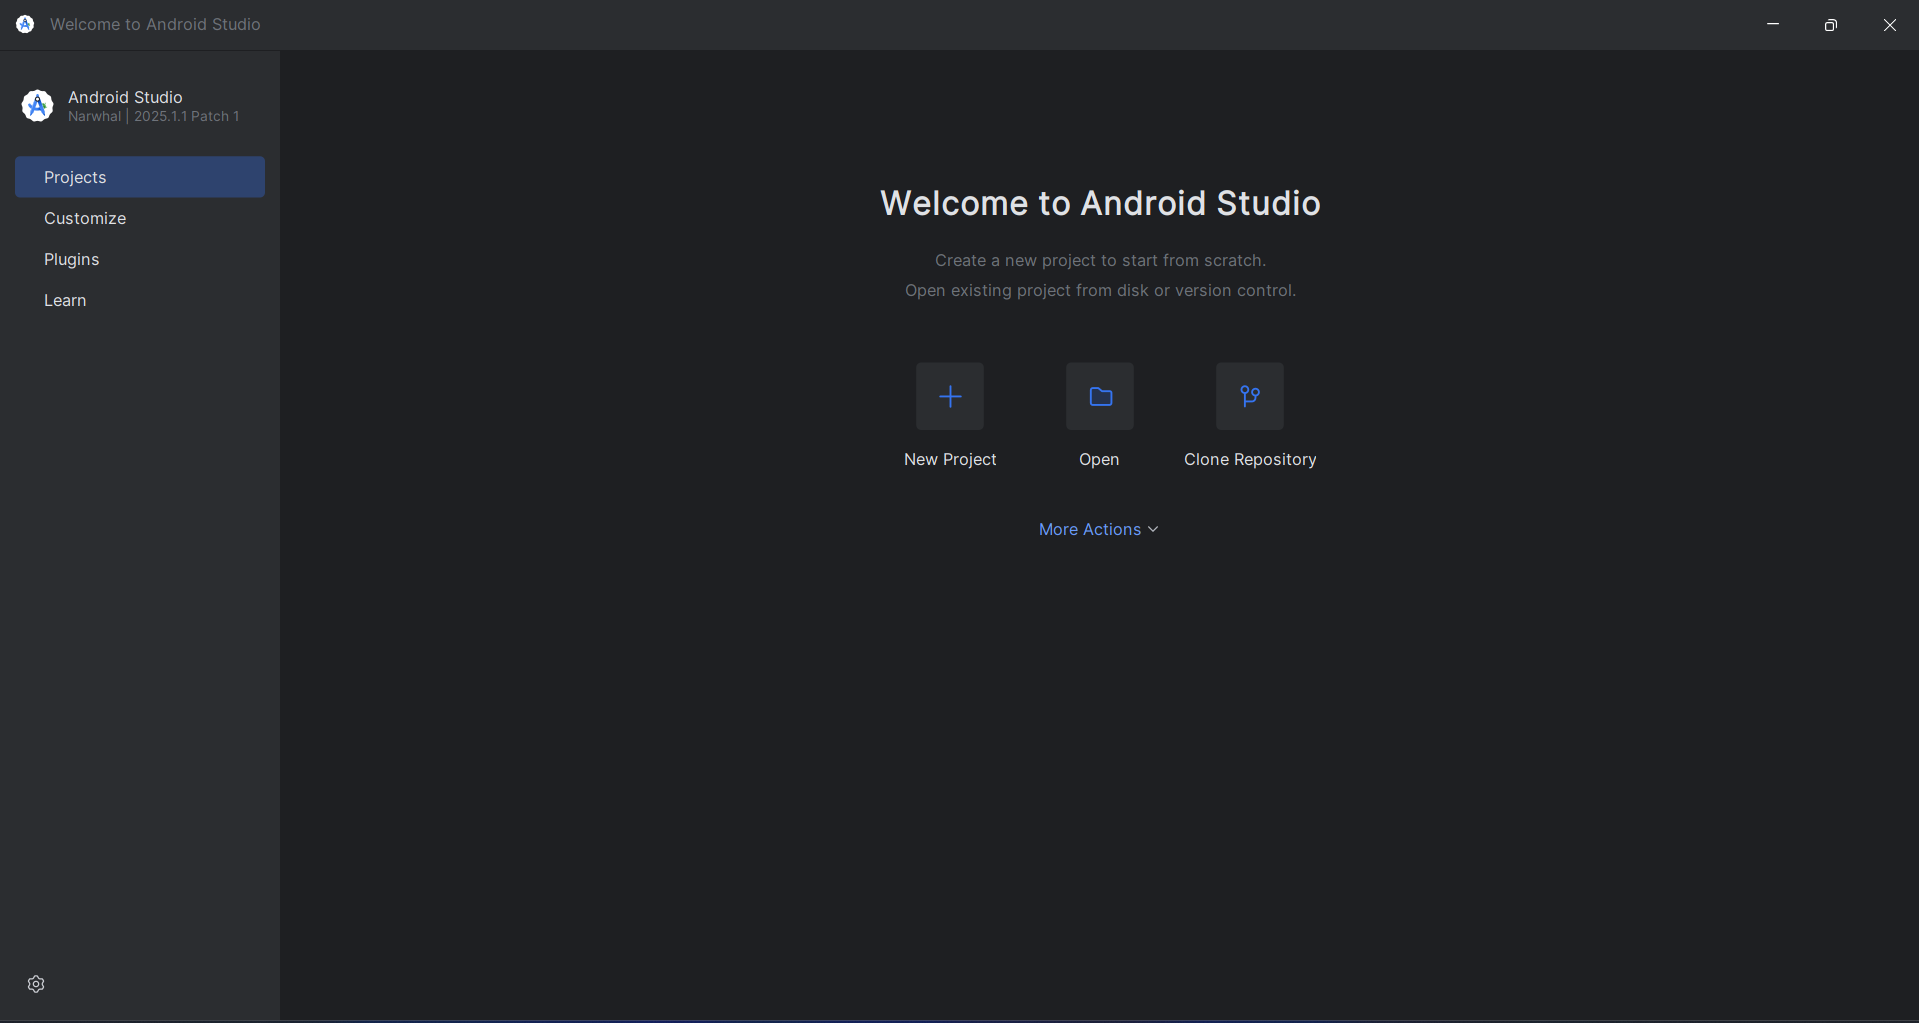 Welcome to Android Studio
Android Studio
Narwhal | 2025.1.1 Patch 1
Projects
Customize
Plugins
Learn
Welcome to Android Studio
Create a new project to start from scratch.
Open existing project from disk or version control.
New Project
Open
Clone Repository
More Actions